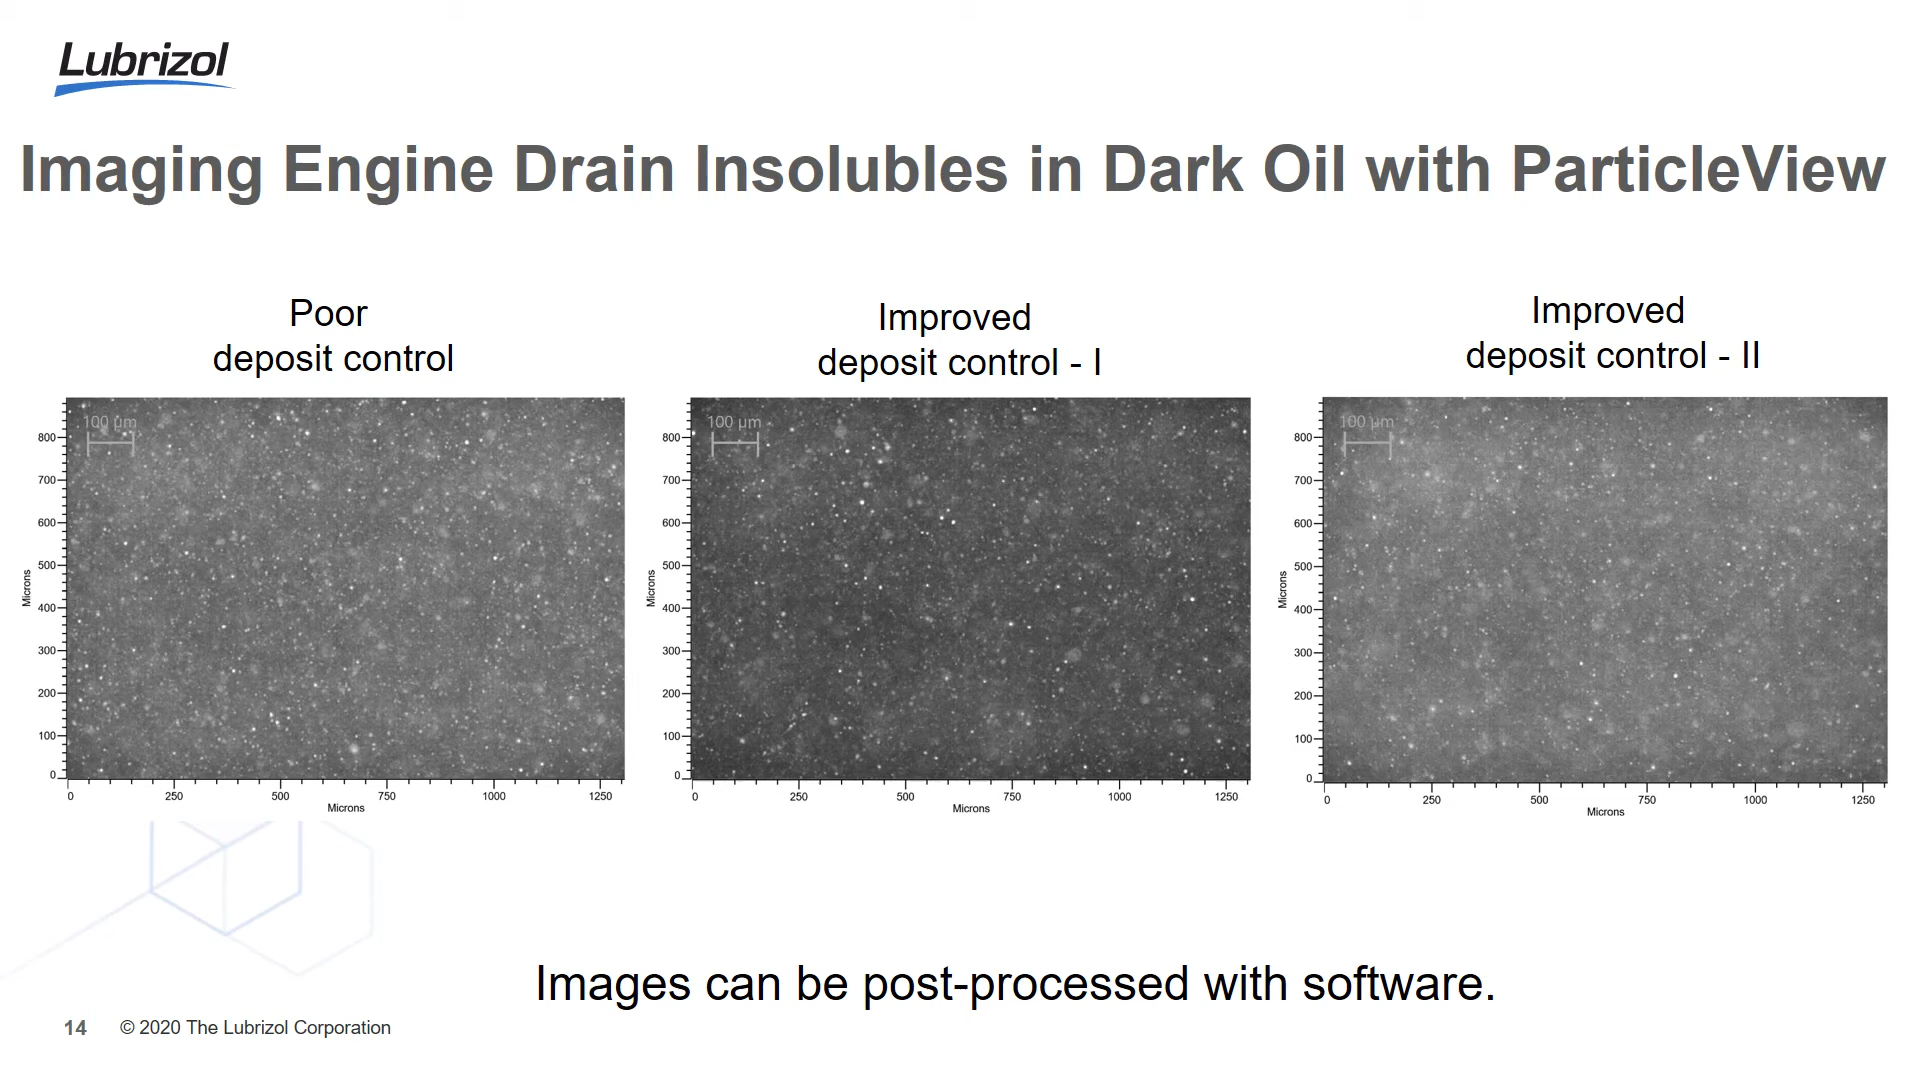 Lubrizol
Imaging Engine Drain Insolubles in Dark Oil with ParticleView
Poor
deposit control
Improved
deposit control - I
Improved
deposit control - II
100 µm
800
700
600
500
400
300
200
100
0
Microns
0
250
500
750
1000
1250
Microns
100 µm
800
700
600
500
400
300
200
100
0
Microns
0
250
500
750
1000
1250
Microns
100 µm
800
700
600
500
400
300
200
100
0
Microns
0
250
500
750
1000
1250
Microns
Images can be post-processed with software.
14 © 2020 The Lubrizol Corporation